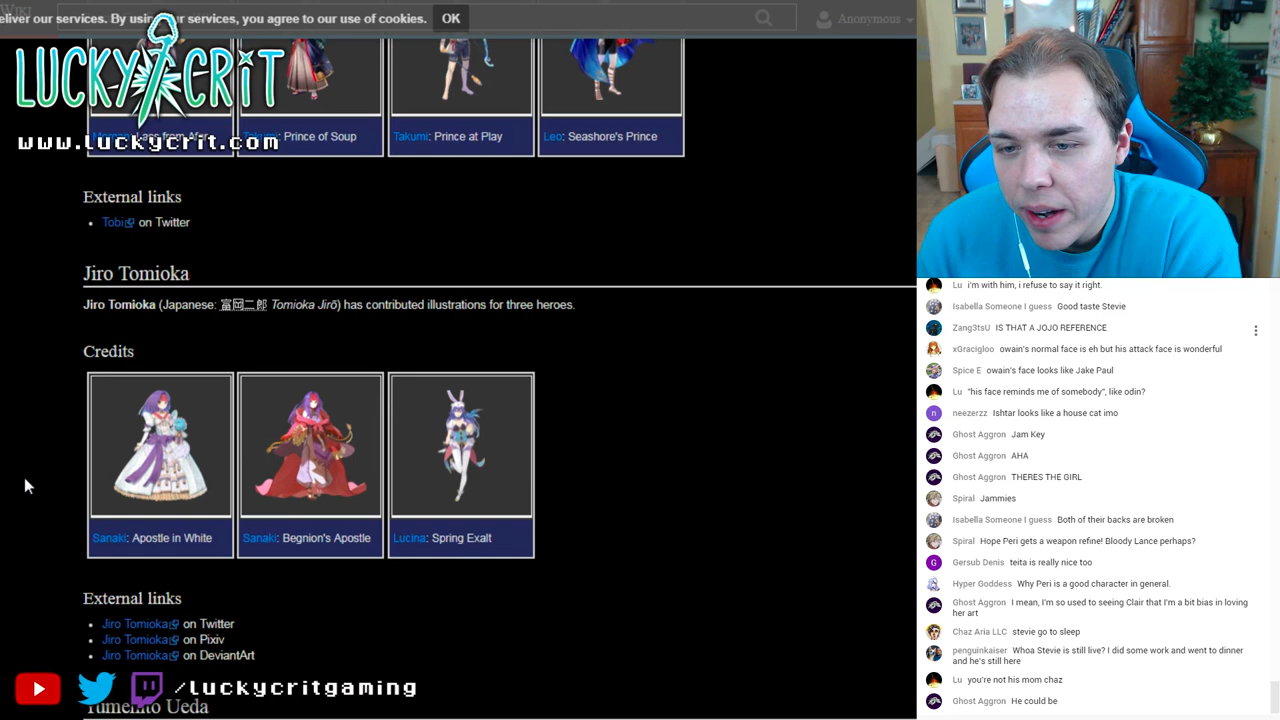 Wiki
eliver our services. By using our services, you agree to our use of cookies.
OK
Anonymous
LUCKY CRIT
www.luckycrit.com
Takumi: Prince of Soup
Takumi: Prince at Play
Leo: Seashore's Prince
External links
Tobi on Twitter
Jiro Tomioka
Jiro Tomioka (Japanese: 富岡二郎 Tomioka Jirō) has contributed illustrations for three heroes.
Credits
Sanaki: Apostle in White
Sanaki: Begnion's Apostle
Lucina: Spring Exalt
External links
Jiro Tomioka on Twitter
Jiro Tomioka on Pixiv
Jiro Tomioka on DeviantArt
Ueda
/luckycritgaming
Lu i'm with him, i refuse to say it right.
Isabella Someone I guess Good taste Stevie
Zang3tsU IS THAT A JOJO REFERENCE
xGracigloo owain's normal face is eh but his attack face is wonderful
Spice E owain's face looks like Jake Paul
Lu "his face reminds me of somebody", like odin?
n neezerzz Ishtar looks like a house cat imo
Ghost Aggron Jam Key
Ghost Aggron AHA
Ghost Aggron THERES THE GIRL
Spiral Jammies
Isabella Someone I guess Both of their backs are broken
Spiral Hope Peri gets a weapon refine! Bloody Lance perhaps?
G Gersub Denis teita is really nice too
Hyper Goddess Why Peri is a good character in general.
Ghost Aggron I mean, I'm so used to seeing Clair that I'm a bit bias in loving
her art
Chaz Aria LLC stevie go to sleep
penguinkaiser Whoa Stevie is still live? I did some work and went to dinner
and he's still here
Lu you're not his mom chaz
Ghost Aggron He could be